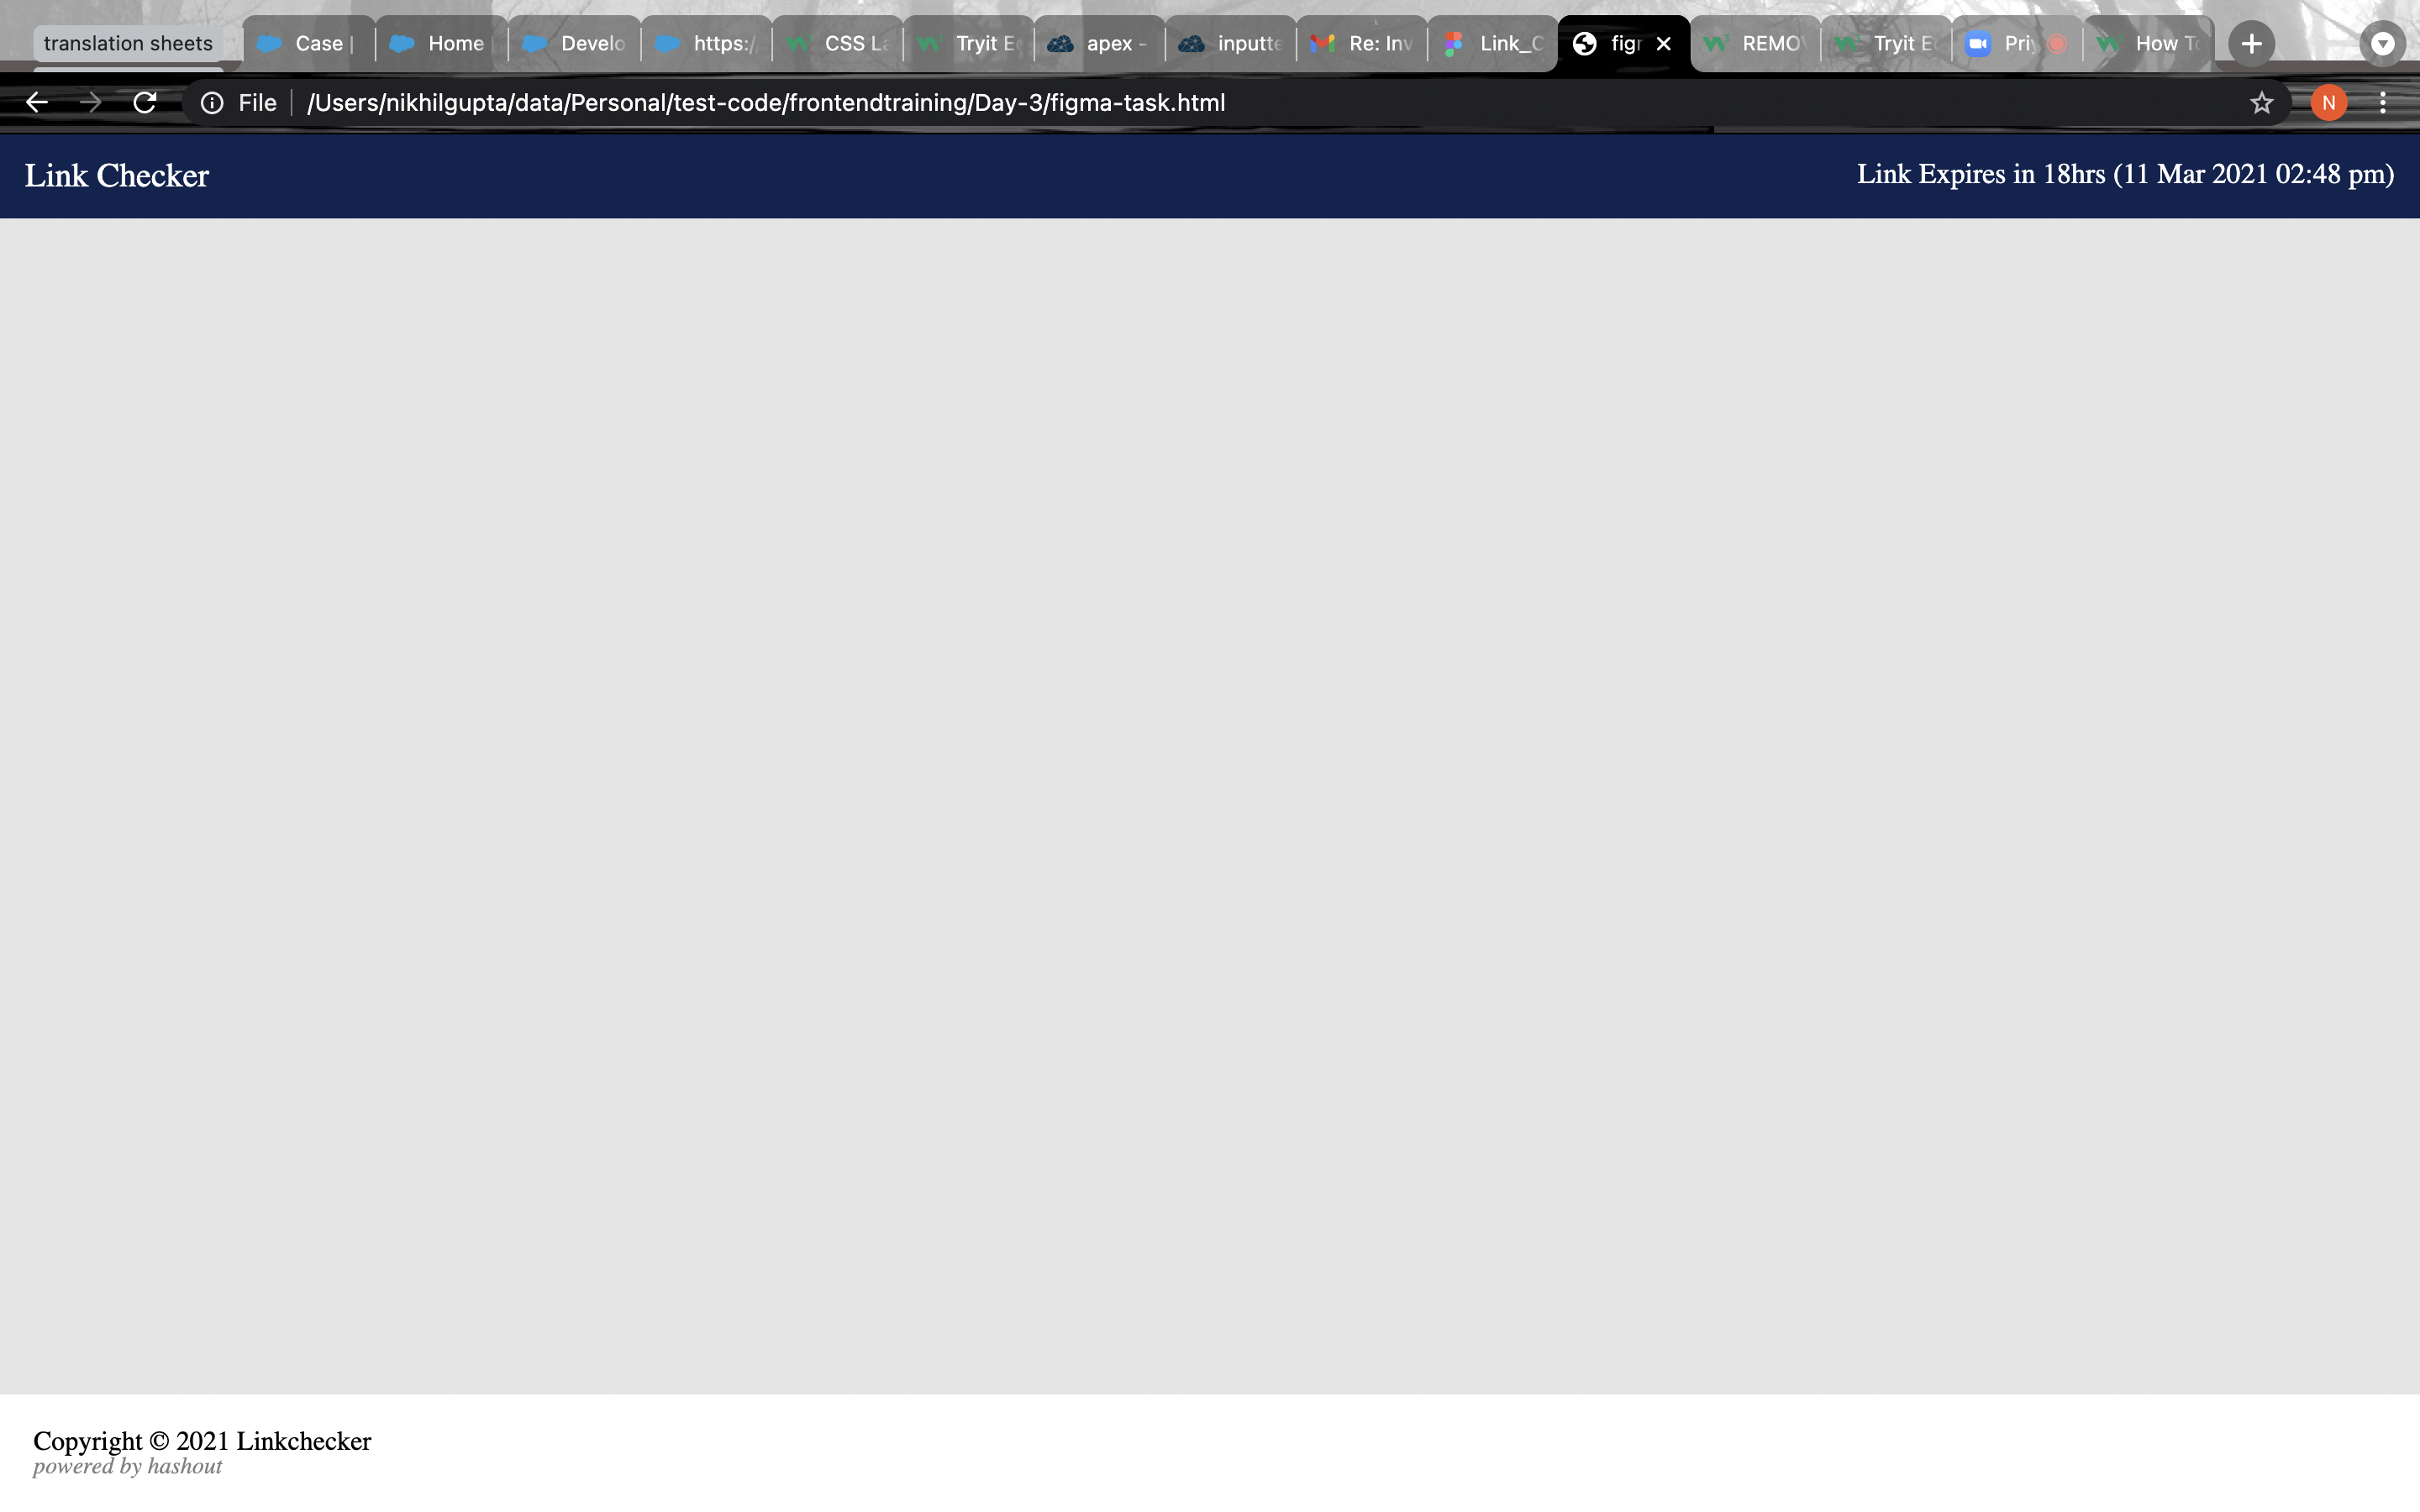 translation sheets
Case |
Home
Develo
https:/
CSS La
Tryit E
apex -
inputte
Re: Inv
Link_C
figr
REMO
Tryit E
Pri
How T
File
/Users/nikhilgupta/data/Personal/test-code/frontendtraining/Day-3/figma-task.html
N
Link Checker
Link Expires in 18hrs (11 Mar 2021 02:48 pm)
Copyright © 2021 Linkchecker
powered by hashout